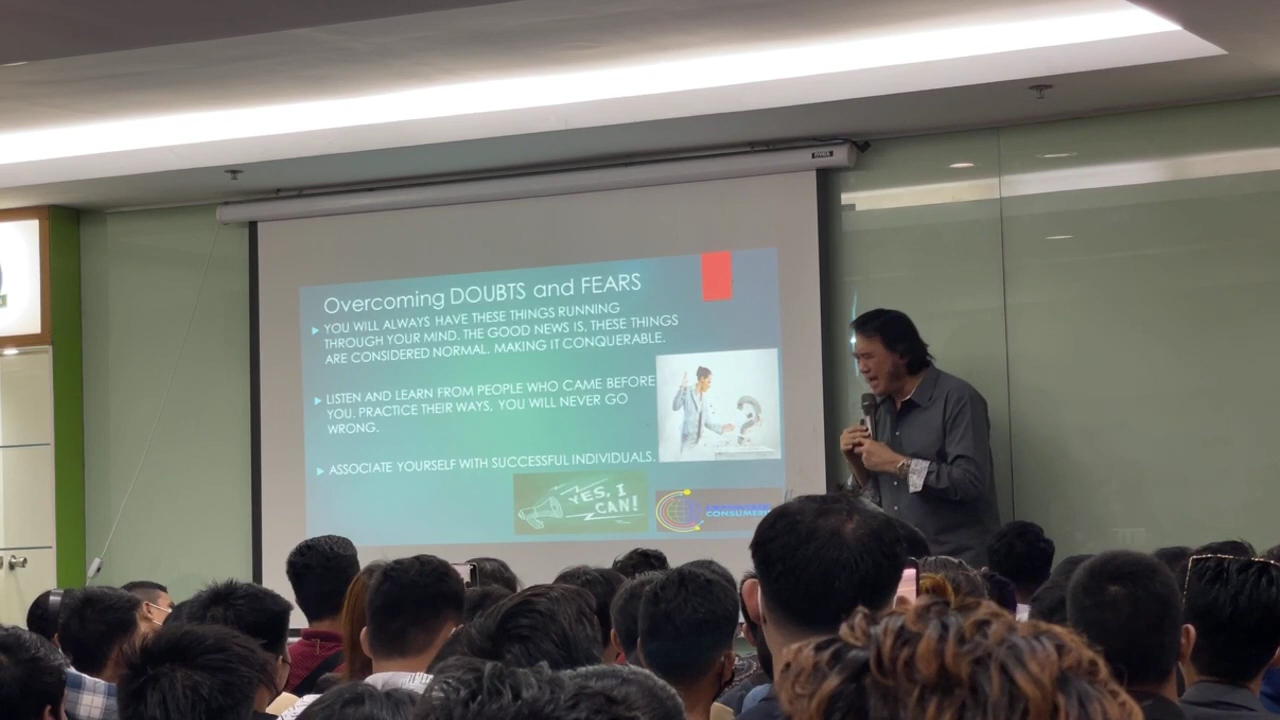 Overcoming DOUBTS and FEARS
YOU WILL ALWAYS HAVE THESE THINGS RUNNING
THROUGH YOUR MIND. THE GOOD NEWS IS, THESE THINGS
ARE CONSIDERED NORMAL. MAKING IT CONQUERABLE.
LISTEN AND LEARN FROM PEOPLE WHO CAME BEFORE
YOU. PRACTICE THEIR WAYS, YOU WILL NEVER GO
WRONG.
ASSOCIATE YOURSELF WITH SUCCESSFUL INDIVIDUALS.
YES, I
CAN!